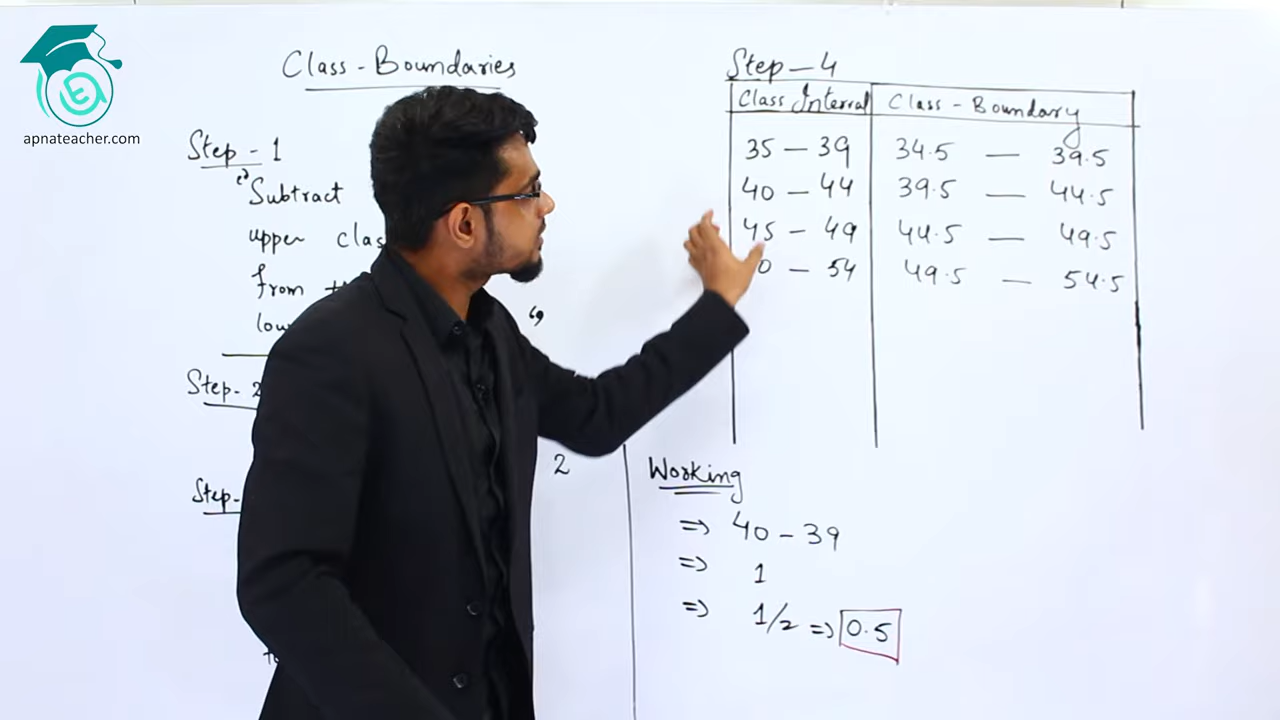 apnateacher.com
Class - Boundaries
Step - 1
Subtract
upper
from
Step - 2
Step -
2
Step - 4
Class Interval Class - Boundary
35 - 39 34.5 - 39.5
40 - 44 39.5 - 44.5
45 - 49 44.5 - 49.5
0 - 54 49.5 - 54.5
Working
=> 40 - 39
=> 1
=> 1/2 => 0.5